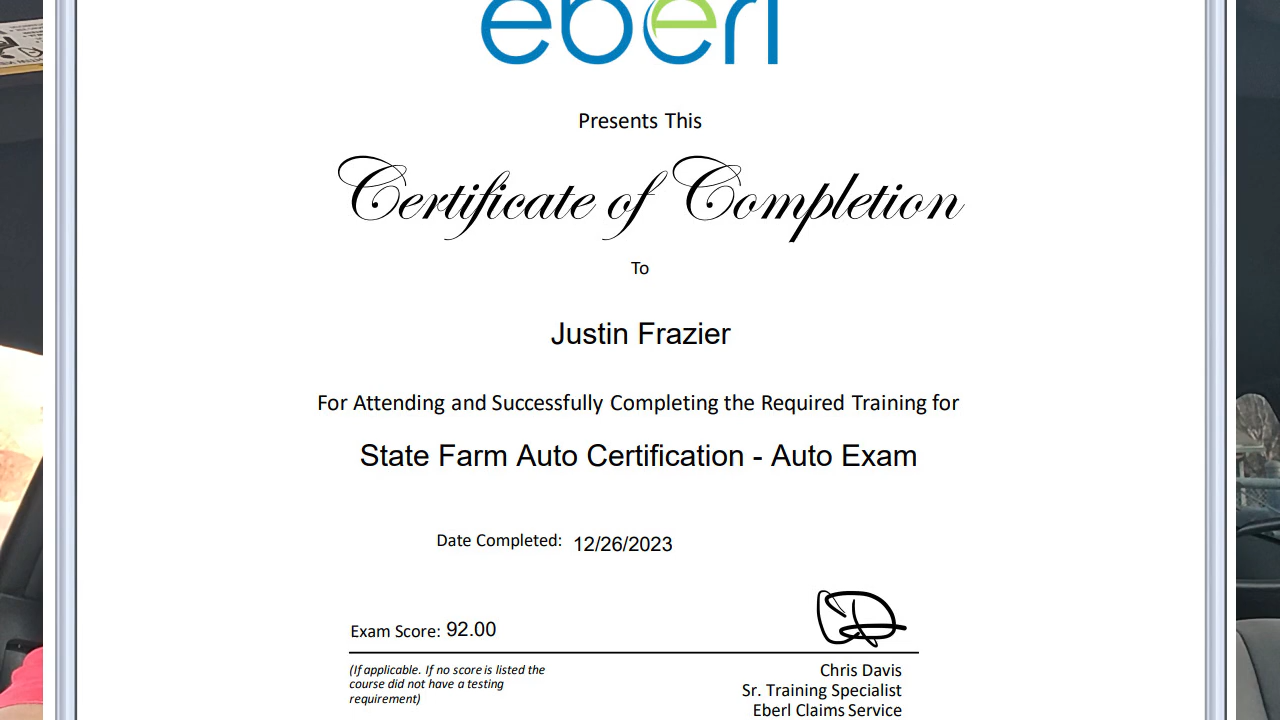 eberl
Presents This
Certificate of Completion
To
Justin Frazier
For Attending and Successfully Completing the Required Training for
State Farm Auto Certification - Auto Exam
Date Completed: 12/26/2023
Exam Score: 92.00
(If applicable. If no score is listed the
course did not have a testing
requirement)
Chris Davis
Sr. Training Specialist
Eberl Claims Service